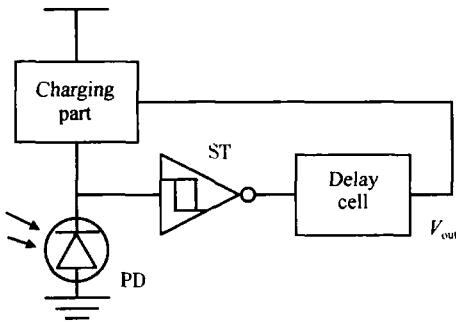 Charging
part
ST
Delay
cell
V_out
PD